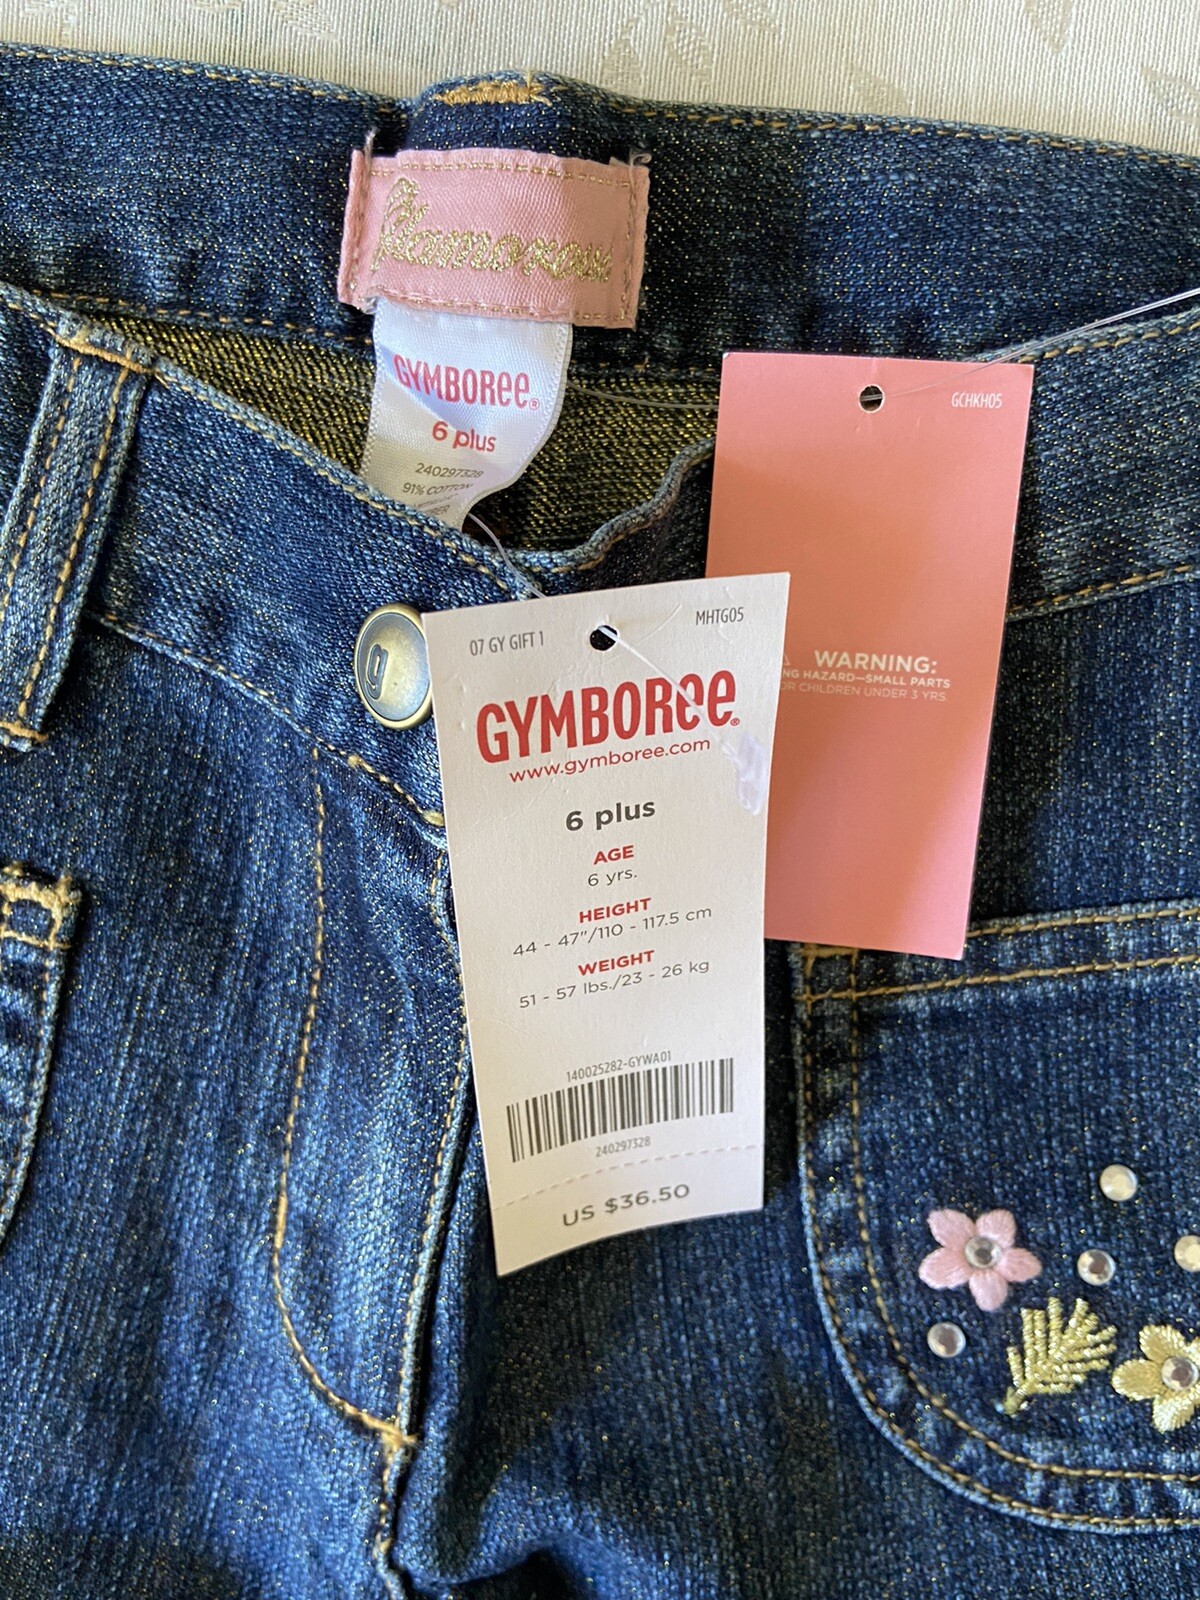 Glamorous
GYMBOREE®
6 plus
240297328
91% COTTON
g
GCHKH05
WARNING:
HAZARD—SMALL PARTS
CHILDREN UNDER 3 YRS.
07 GY GIFT 1
MHTG05
GYMBOREE®
www.gymboree.com
6 plus
AGE
6 yrs.
HEIGHT
44 - 47"/110 - 117.5 cm
WEIGHT
51 - 57 lbs./23 - 26 kg
140025282-GYWA01
240297328
US $36.50